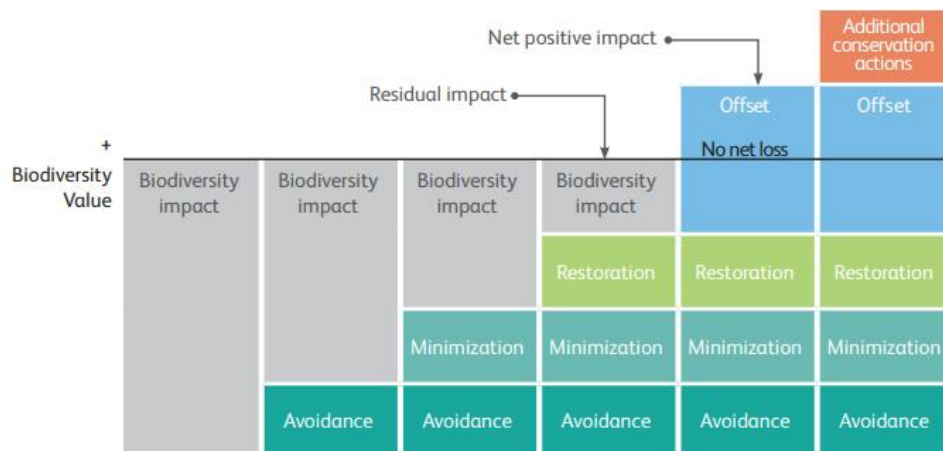 Additional
conservation
actions
Net positive impact
Residual impact
Offset
Offset
No net loss
+
Biodiversity
Value
Biodiversity
impact
Biodiversity
impact
Biodiversity
impact
Biodiversity
impact
Restoration
Restoration
Restoration
Minimization
Minimization
Minimization
Minimization
Avoidance
Avoidance
Avoidance
Avoidance
Avoidance